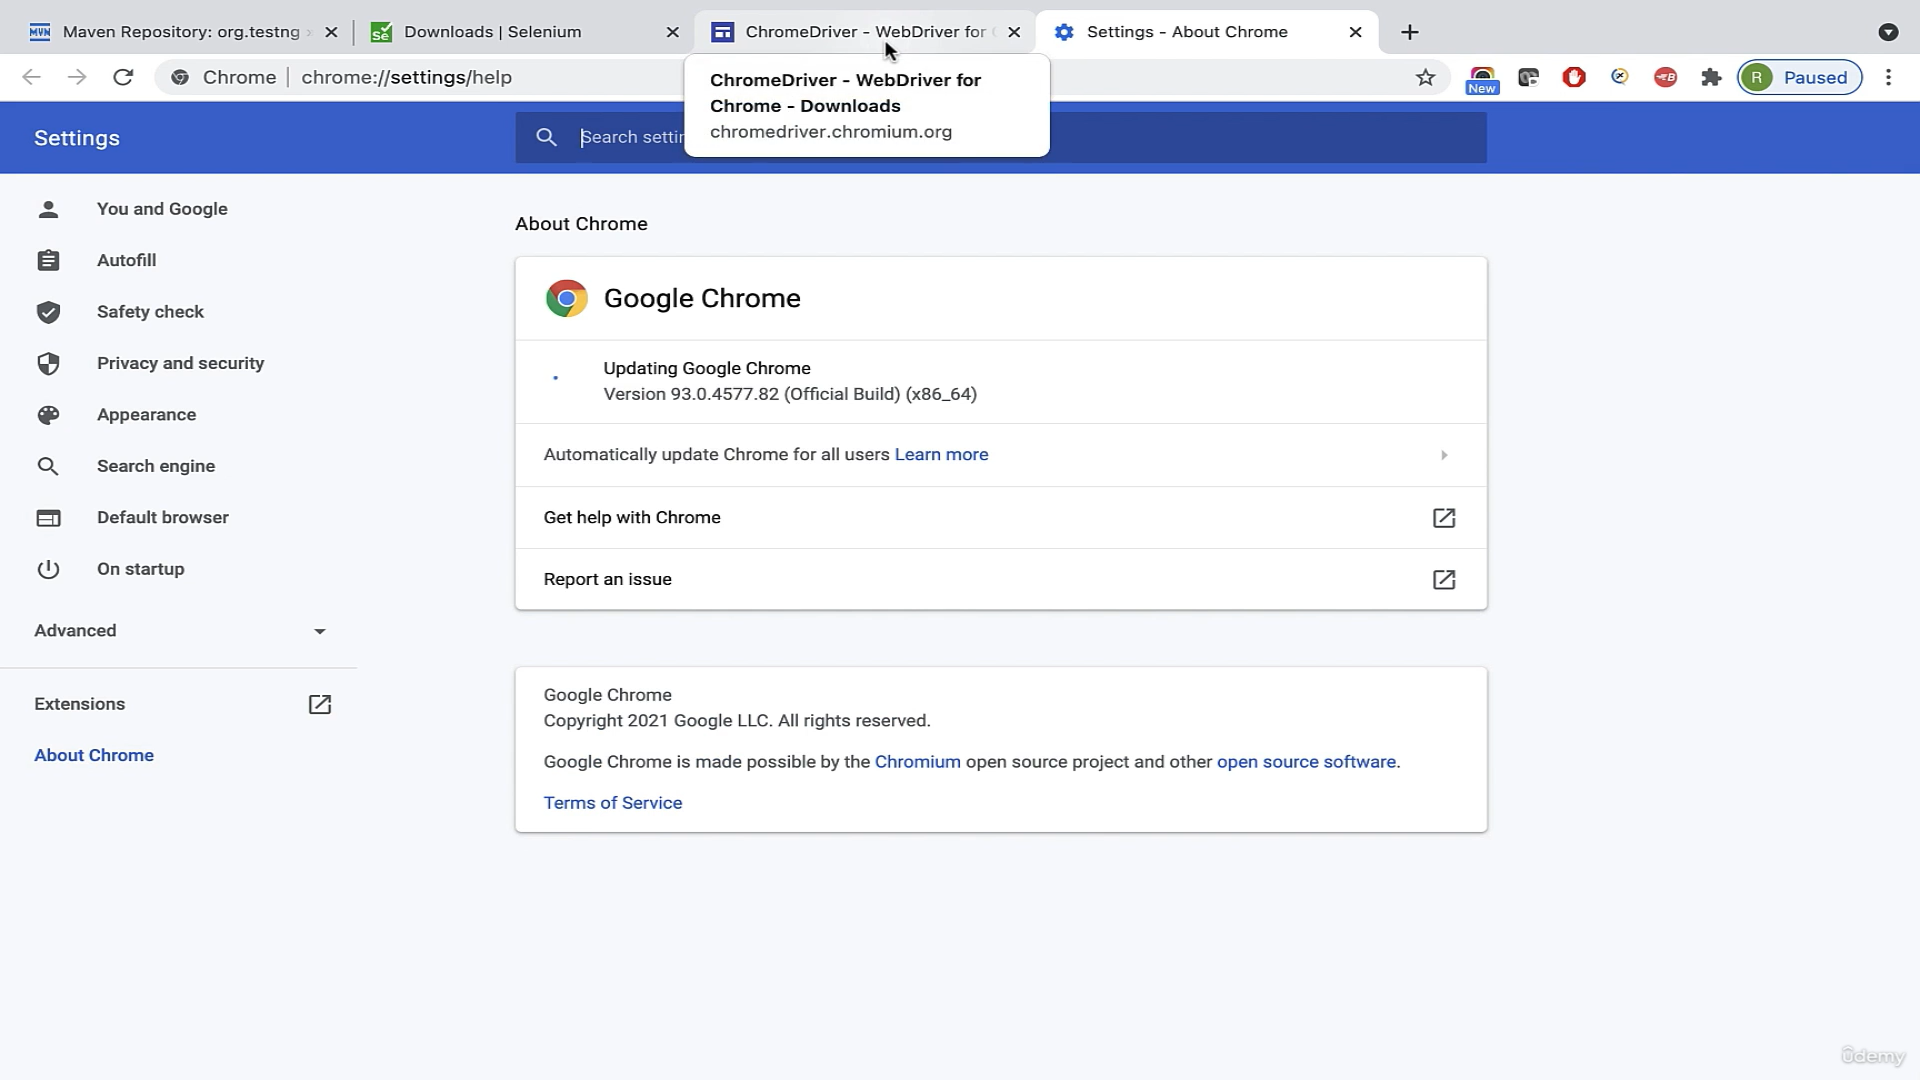 Maven Repository: org.testng
Downloads | Selenium
ChromeDriver - WebDriver for
Settings - About Chrome
Chrome
chrome://settings/help
New
R
Paused
ChromeDriver - WebDriver for
Chrome - Downloads
chromedriver.chromium.org
Settings
Search settin
You and Google
Autofill
Safety check
Privacy and security
Appearance
Search engine
Default browser
On startup
Advanced
Extensions
About Chrome
About Chrome
Google Chrome
Updating Google Chrome
Version 93.0.4577.82 (Official Build) (x86_64)
Automatically update Chrome for all users Learn more
Get help with Chrome
Report an issue
Google Chrome
Copyright 2021 Google LLC. All rights reserved.
Google Chrome is made possible by the Chromium open source project and other open source software.
Terms of Service
ûdemy